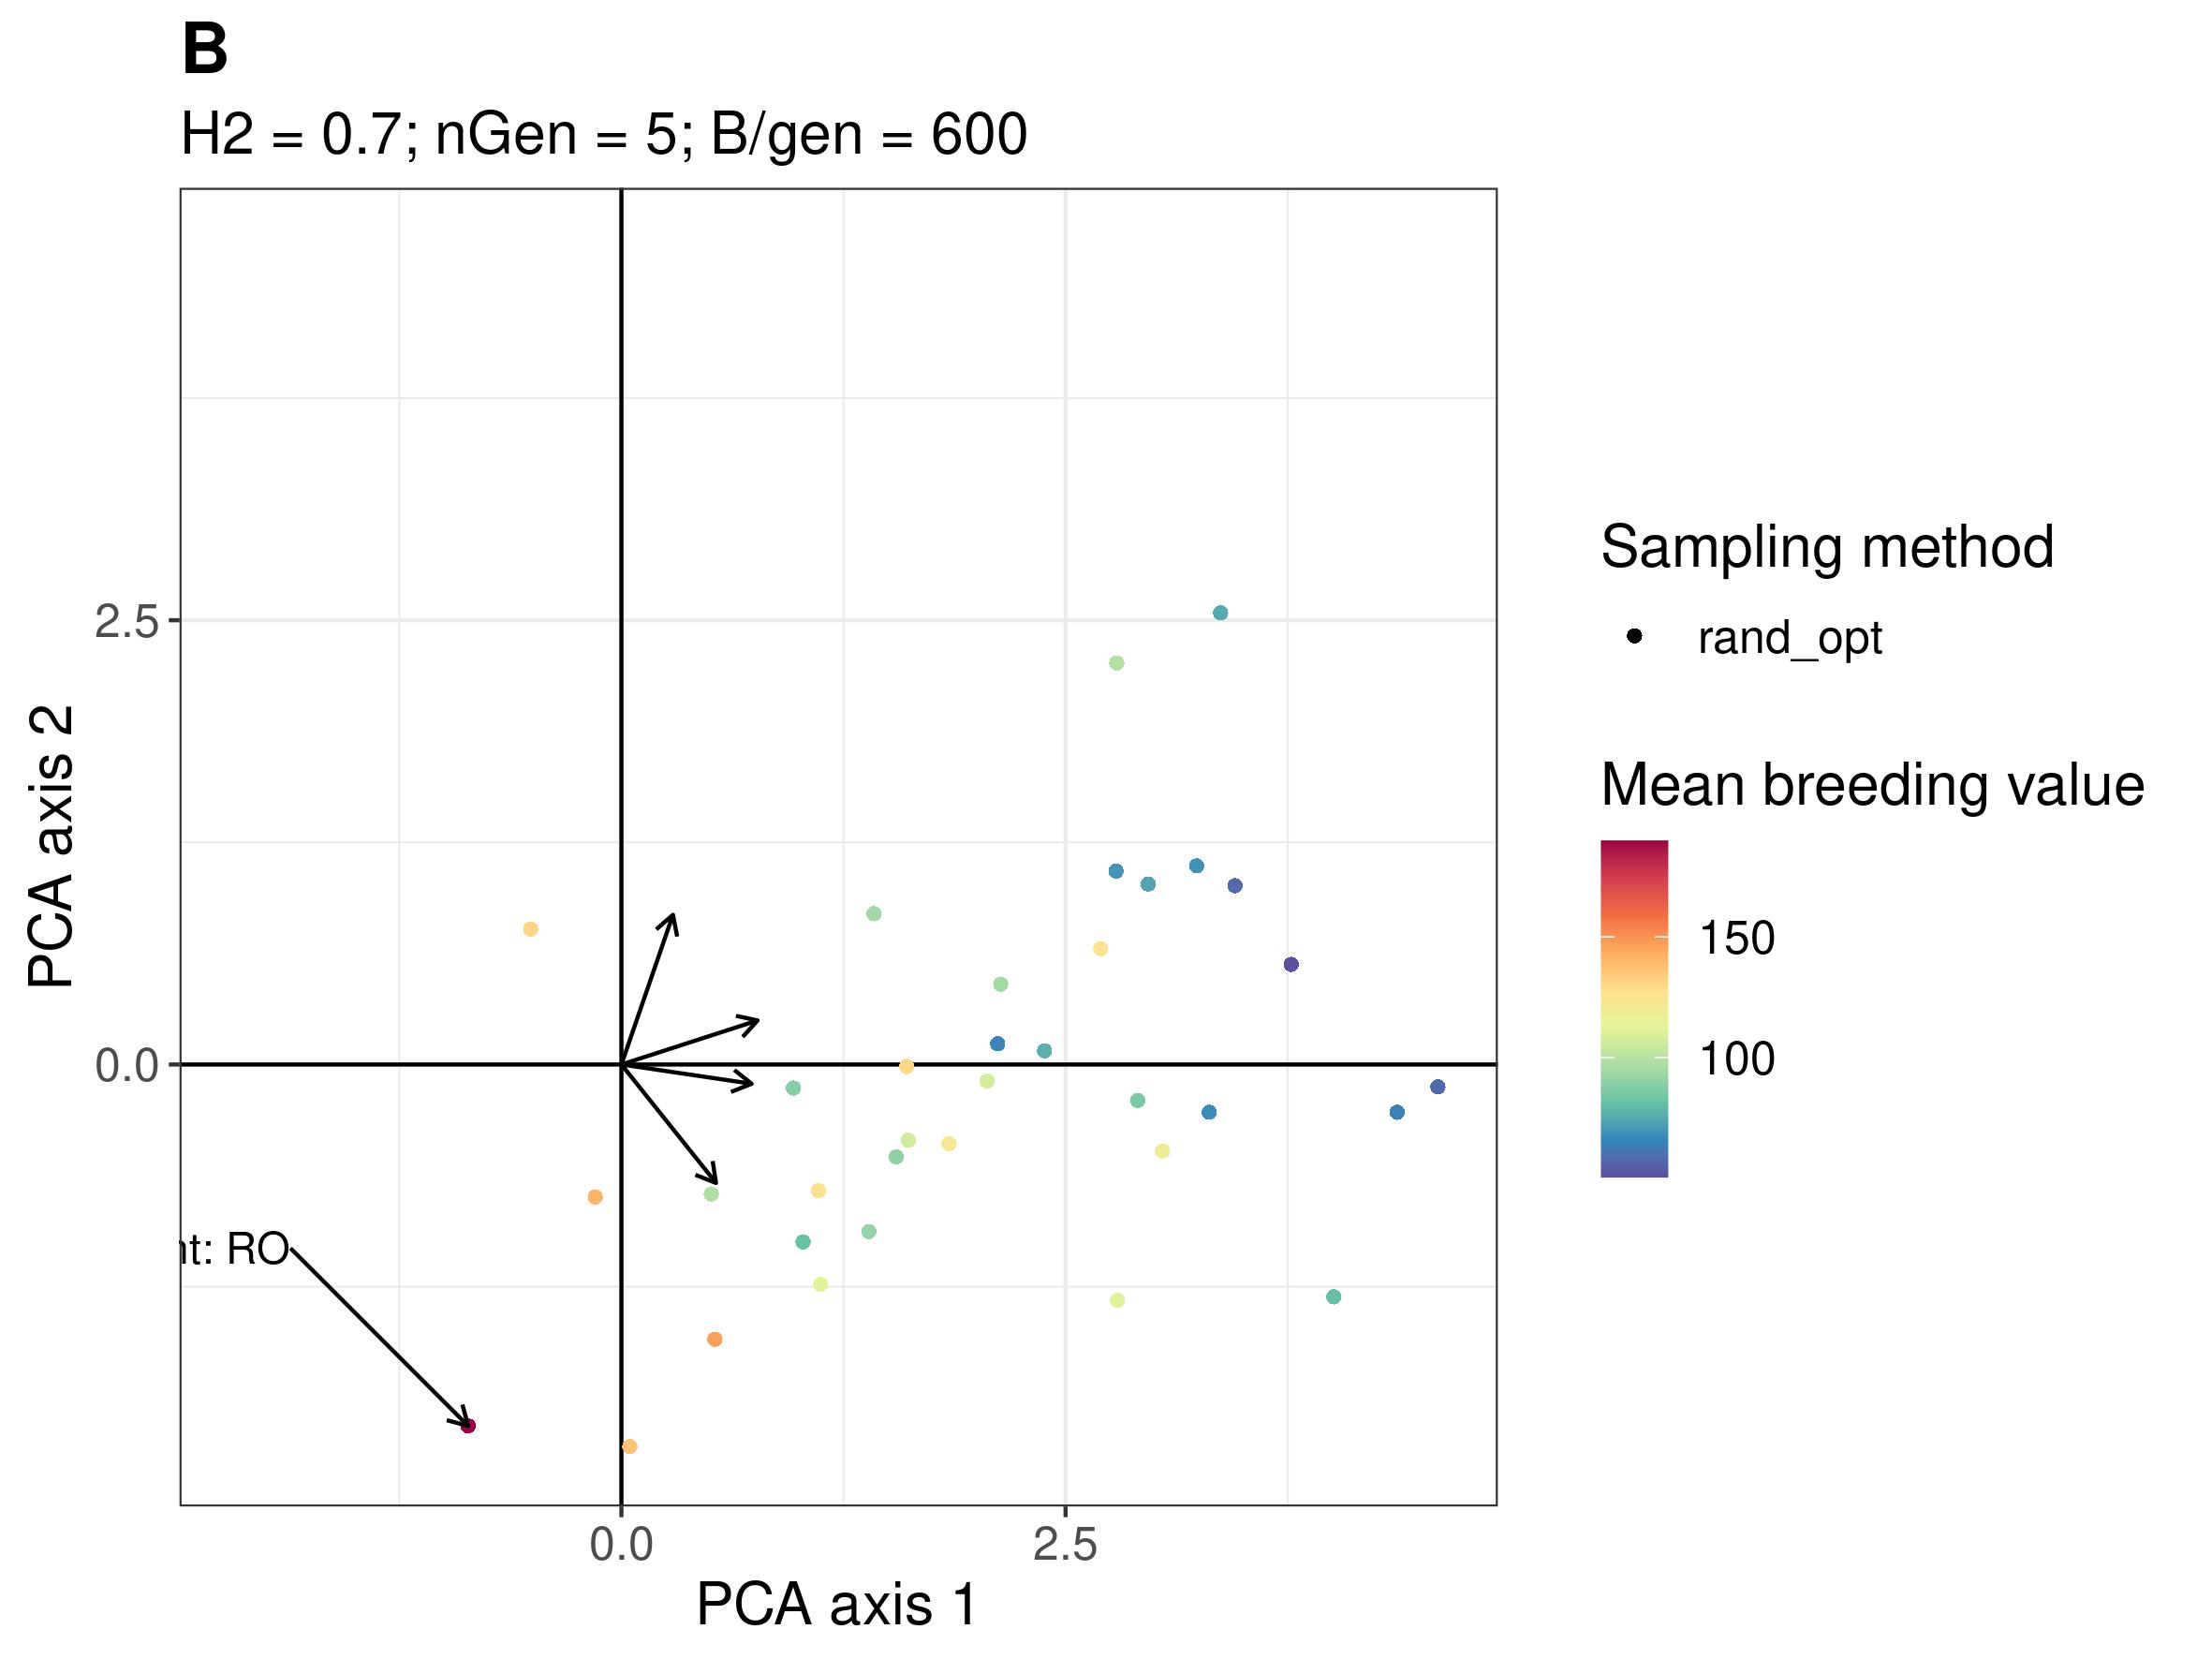 B
H2 = 0.7; nGen = 5; B/gen = 600
PCA axis 2
2.5
0.0
t: RO
0.0
2.5
PCA axis 1
Sampling method
rand_opt
Mean breeding value
150
100